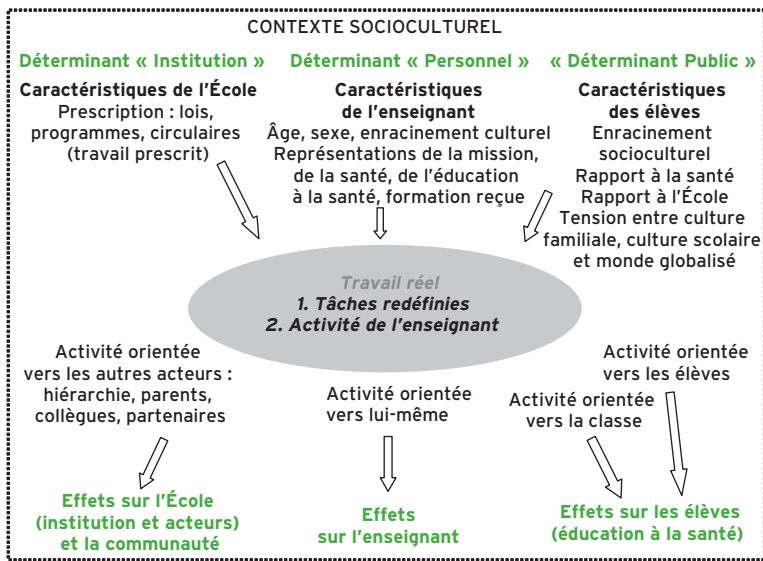 CONTEXTE SOCIOCULTUREL
Déterminant « Institution »
Caractéristiques de l'École
Prescription : lois,
programmes, circulaires
(travail prescrit)
Déterminant « Personnel »
Caractéristiques
de l'enseignant
Âge, sexe, enracinement culturel
Représentations de la mission,
de la santé, de l'éducation
à la santé, formation reçue
« Déterminant Public »
Caractéristiques
des élèves
Enracinement
socioculturel
Rapport à la santé
Rapport à l'École
Tension entre culture
familiale, culture scolaire
et monde globalisé
Travail réel
1. Tâches redéfinies
2. Activité de l'enseignant
Activité orientée
vers les autres acteurs :
hiérarchie, parents,
collègues, partenaires
Activité orientée
vers lui-même
Activité orientée
vers la classe
Activité orientée
vers les élèves
Effets sur l'École
(institution et acteurs)
et la communauté
Effets
sur l'enseignant
Effets sur les élèves
(éducation à la santé)